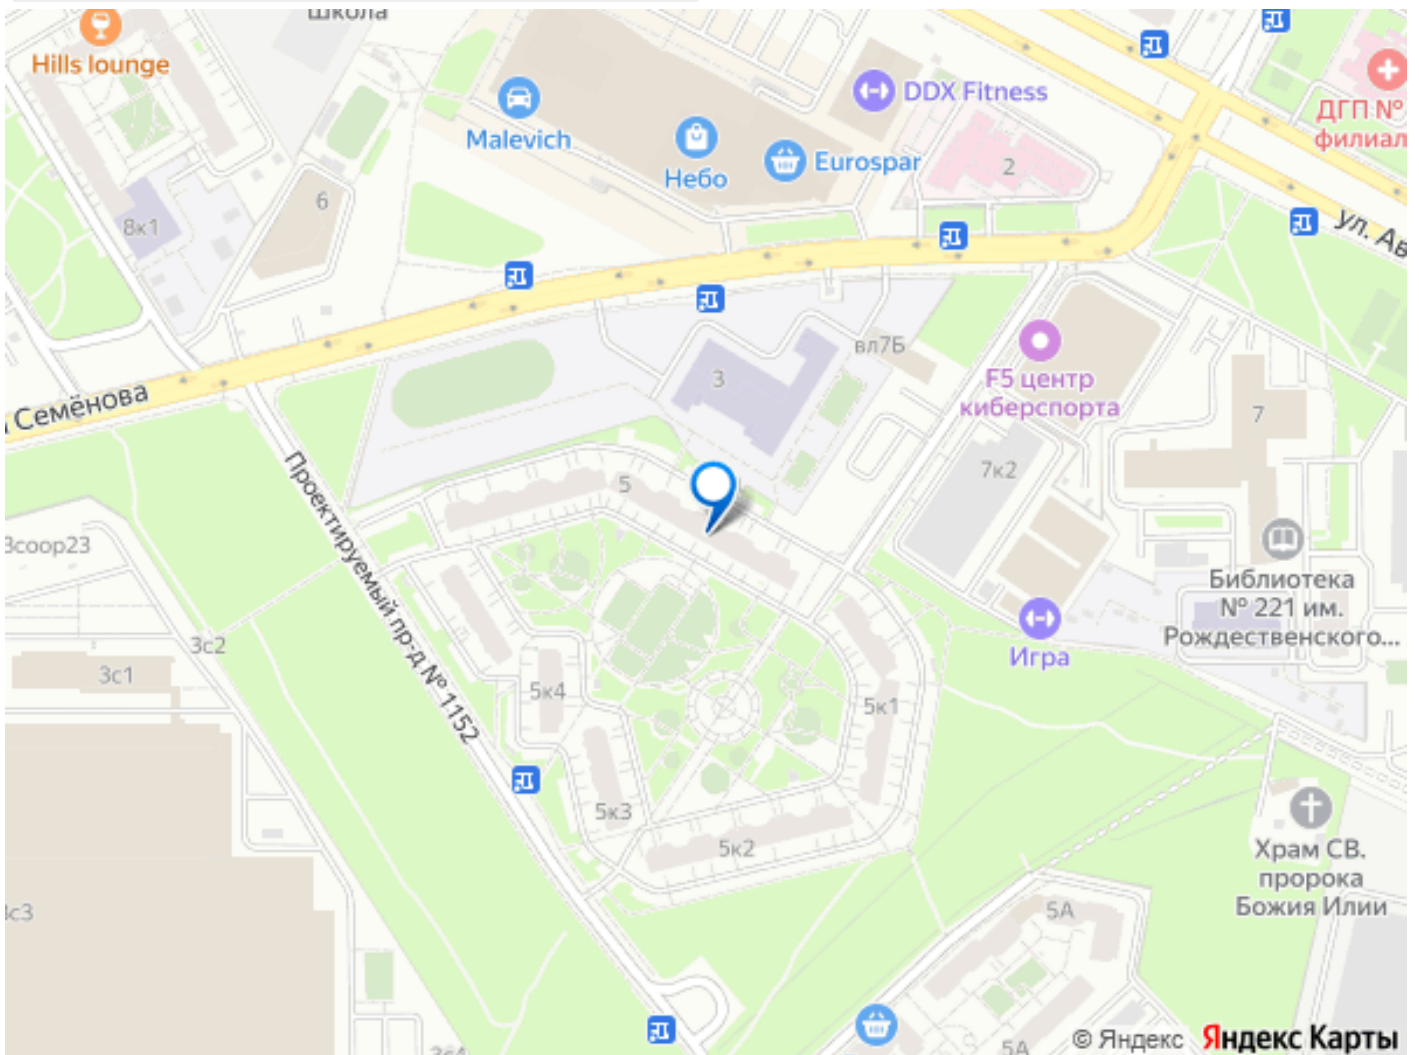 Школа
Hills lounge
DDX Fitness
ДГП №
филиал
Malevich
Небо
Eurospar
2
6
8к1
ул. Ав
вл7Б
3
F5 центр
киберспорта
Семёнова
7
7к2
5
Проектируемый пр-д № 1152
3соор23
Библиотека
№ 221 им.
Рождественского...
3с2
3с1
Игра
5к4
5к1
5к3
5к2
Храм СВ.
пророка
Божия Илии
5А
с3
5А
© Яндекс Яндекс Карты